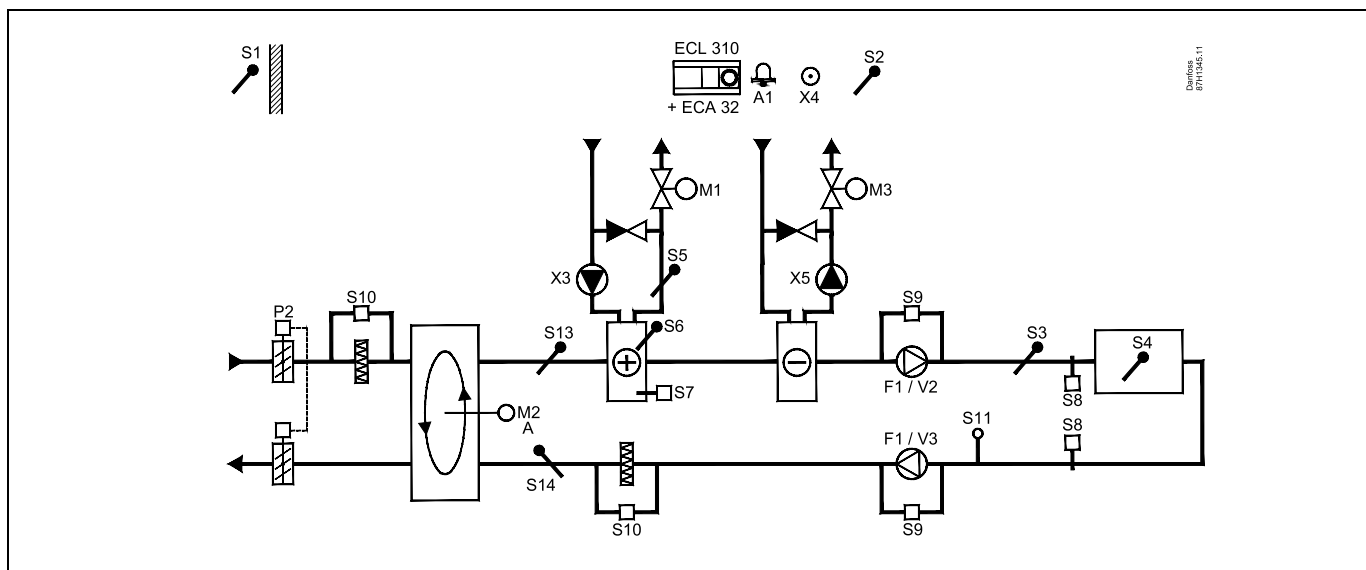 S1
ECL 310
+ ECA 32
A1
X4
S2
Danfoss
87H1345.11
M1
M3
S5
X3
X5
P2
S10
S13
S6
S7
S9
F1 / V2
S3
S4
S8
M2
A
S14
S10
F1 / V3
S9
S11
S8